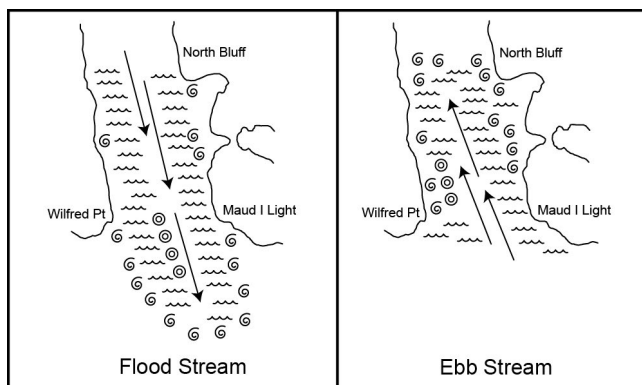 North Bluff
Wilfred Pt
Maud I Light
Flood Stream
North Bluff
Wilfred Pt
Maud I Light
Ebb Stream